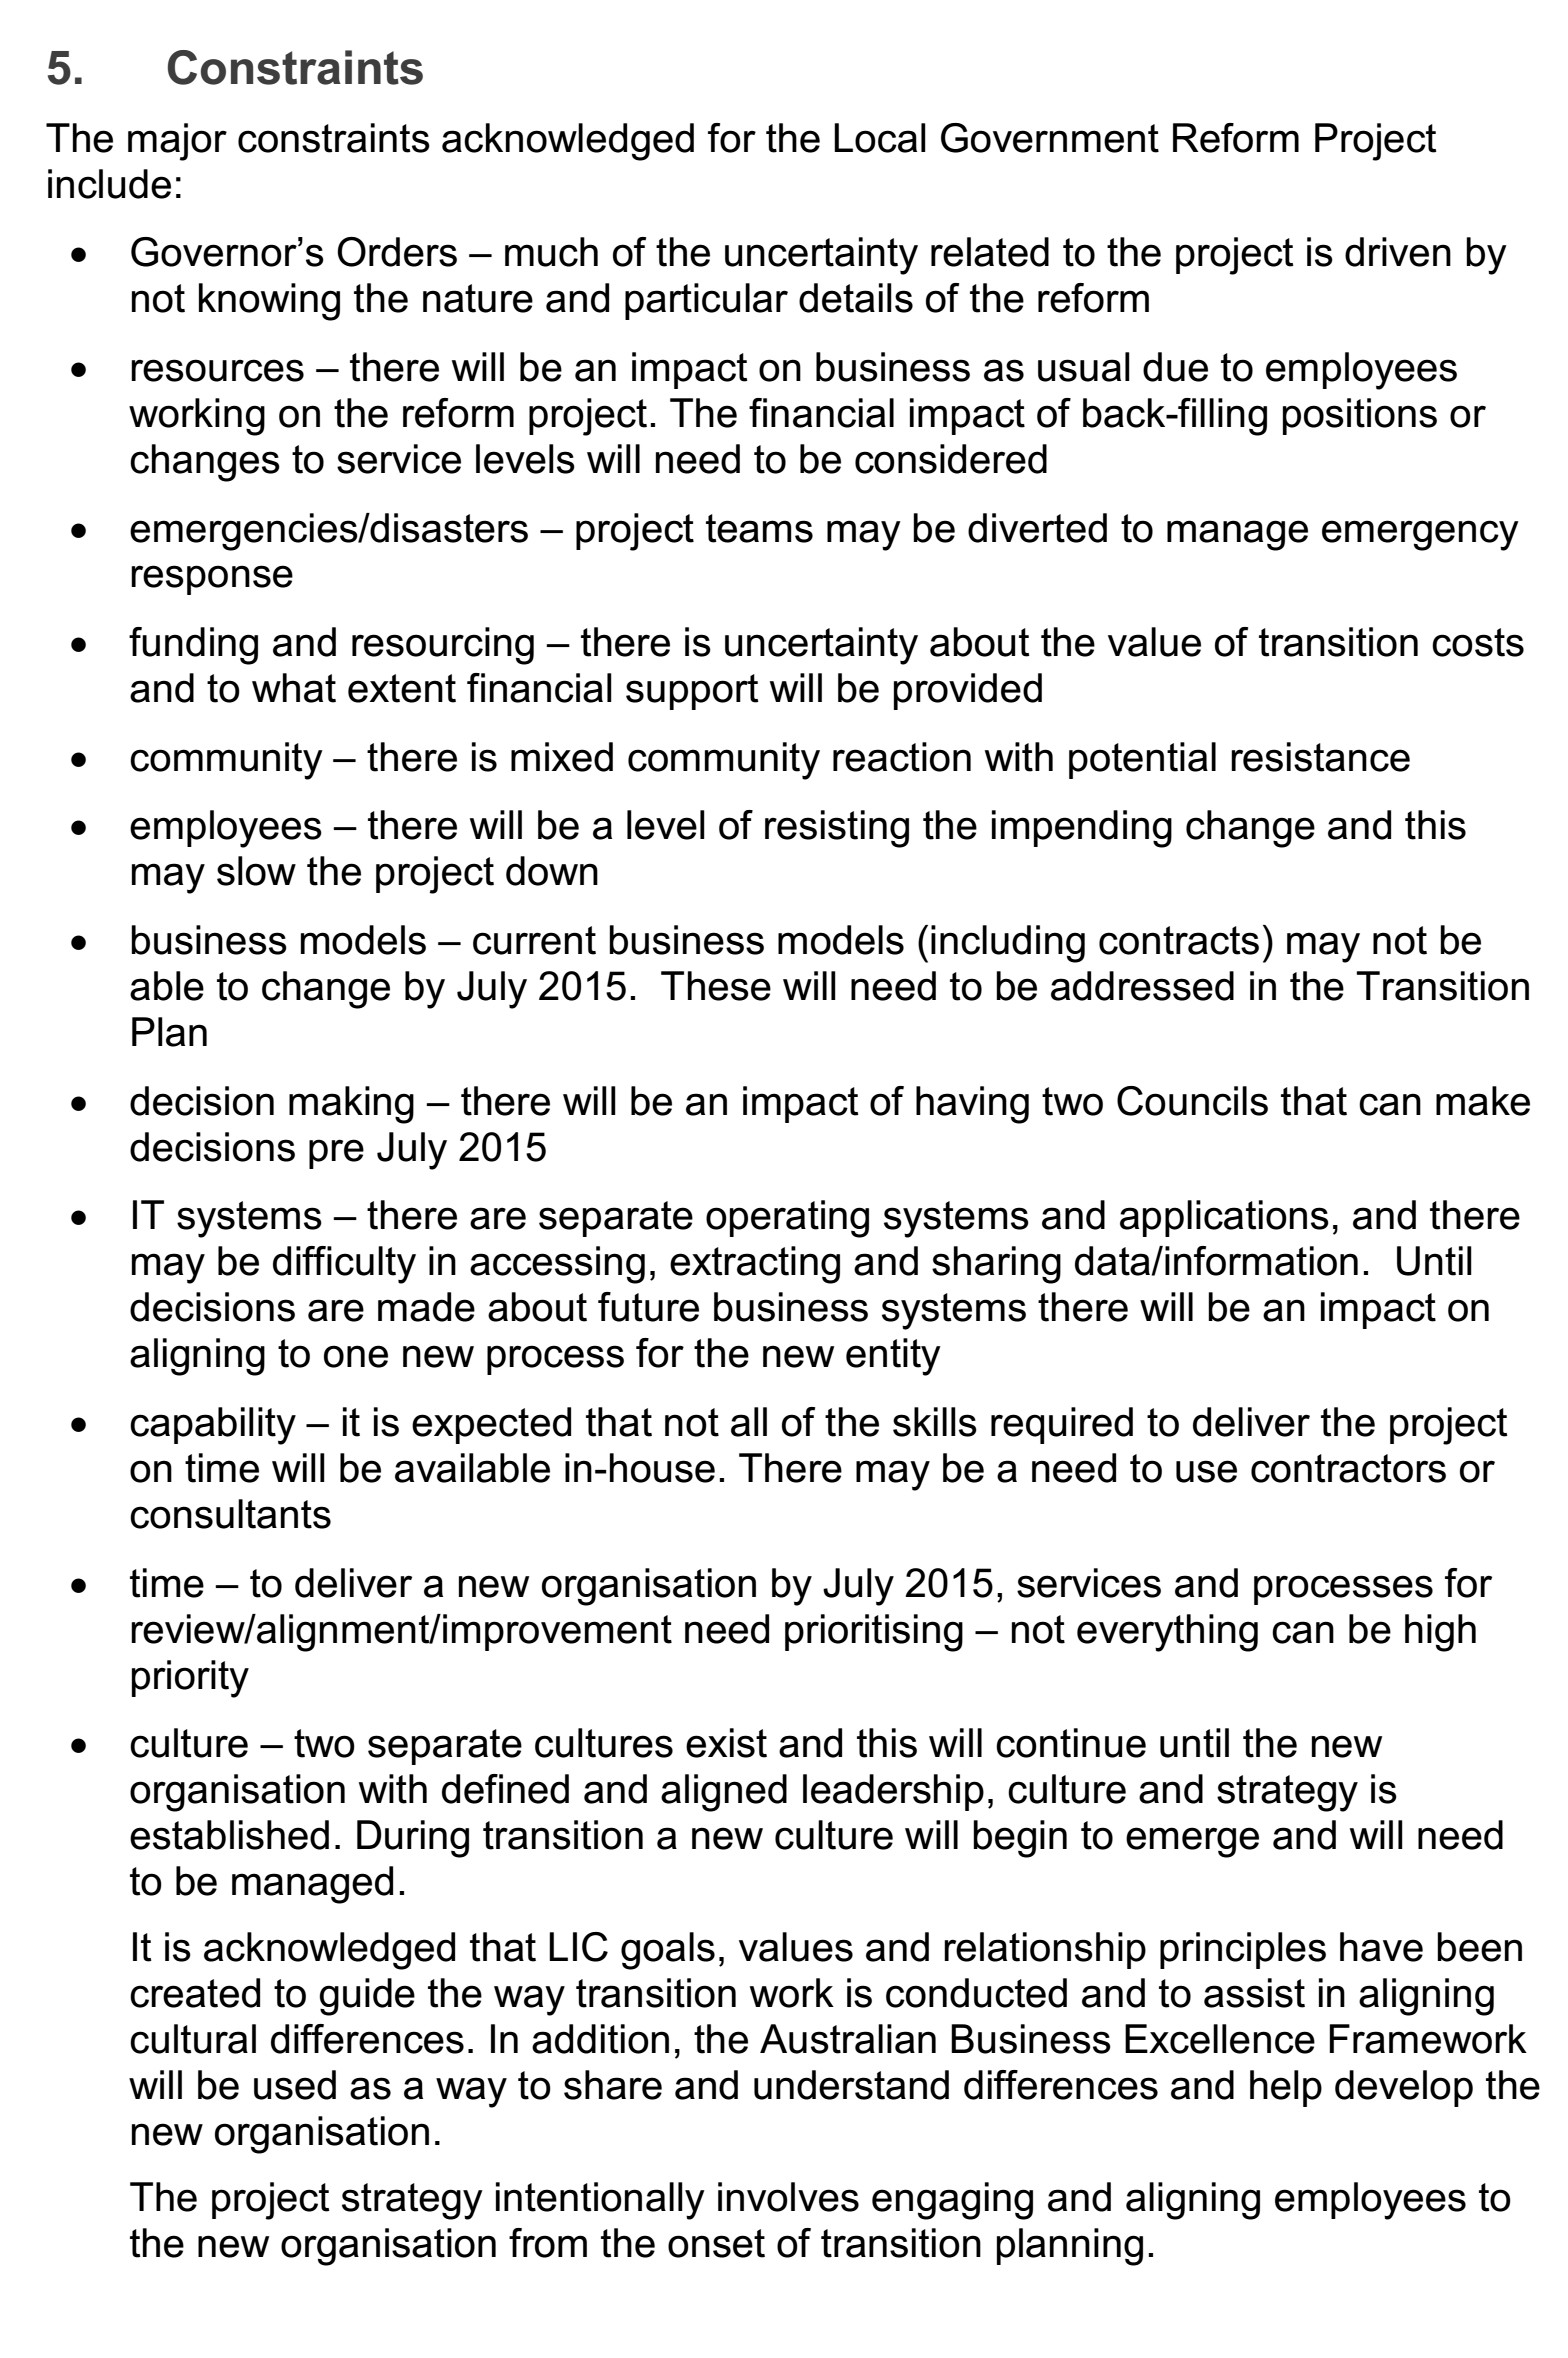 5. Constraints
The major constraints acknowledged for the Local Government Reform Project
include:
• Governor’s Orders – much of the uncertainty related to the project is driven by
not knowing the nature and particular details of the reform
• resources – there will be an impact on business as usual due to employees
working on the reform project. The financial impact of back-filling positions or
changes to service levels will need to be considered
• emergencies/disasters – project teams may be diverted to manage emergency
response
• funding and resourcing – there is uncertainty about the value of transition costs
and to what extent financial support will be provided
• community – there is mixed community reaction with potential resistance
• employees – there will be a level of resisting the impending change and this
may slow the project down
• business models – current business models (including contracts) may not be
able to change by July 2015.  These will need to be addressed in the Transition
Plan
• decision making – there will be an impact of having two Councils that can make
decisions pre July 2015
• IT systems – there are separate operating systems and applications, and there
may be difficulty in accessing, extracting and sharing data/information.  Until
decisions are made about future business systems there will be an impact on
aligning to one new process for the new entity
• capability – it is expected that not all of the skills required to deliver the project
on time will be available in-house. There may be a need to use contractors or
consultants
• time – to deliver a new organisation by July 2015, services and processes for
review/alignment/improvement need prioritising – not everything can be high
priority
• culture – two separate cultures exist and this will continue until the new
organisation with defined and aligned leadership, culture and strategy is
established. During transition a new culture will begin to emerge and will need
to be managed.
It is acknowledged that LIC goals, values and relationship principles have been
created to guide the way transition work is conducted and to assist in aligning
cultural differences. In addition, the Australian Business Excellence Framework
will be used as a way to share and understand differences and help develop the
new organisation.
The project strategy intentionally involves engaging and aligning employees to
the new organisation from the onset of transition planning.